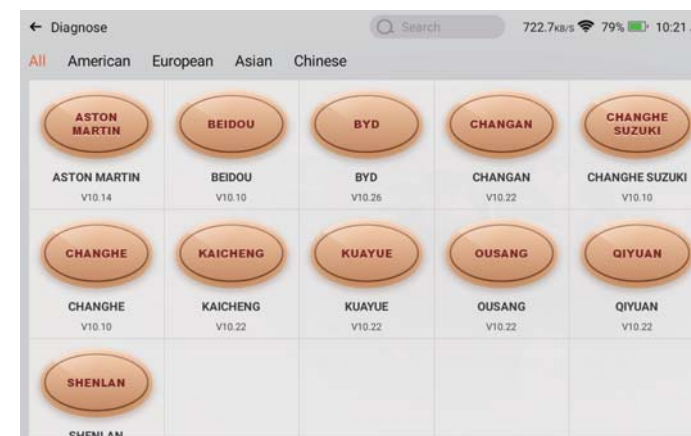 ← Diagnose Search 722.7KB/s 79% 10:21
All American European Asian Chinese
ASTON MARTIN BEIDOU BYD CHANGAN CHANGHE SUZUKI
ASTON MARTIN BEIDOU BYD CHANGAN CHANGHE SUZUKI
V10.14 V10.10 V10.26 V10.22 V10.10
CHANGHE KAICHENG KUAYUE OUSANG QIYUAN
CHANGHE KAICHENG KUAYUE OUSANG QIYUAN
V10.10 V10.22 V10.22 V10.22 V10.22
SHENLAN
SHENLAN